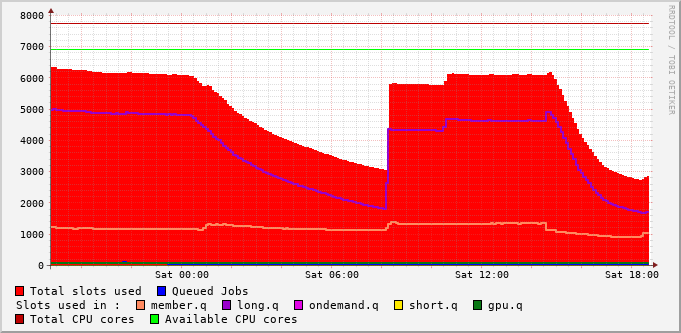 8000
7000
6000
5000
4000
3000
2000
1000
0
Sat 00:00 Sat 06:00 Sat 12:00 Sat 18:00
RRDTOOL / TOBI OETIKER
Total slots used Queued Jobs
Slots used in : member.q long.q ondemand.q short.q gpu.q
Total CPU cores Available CPU cores